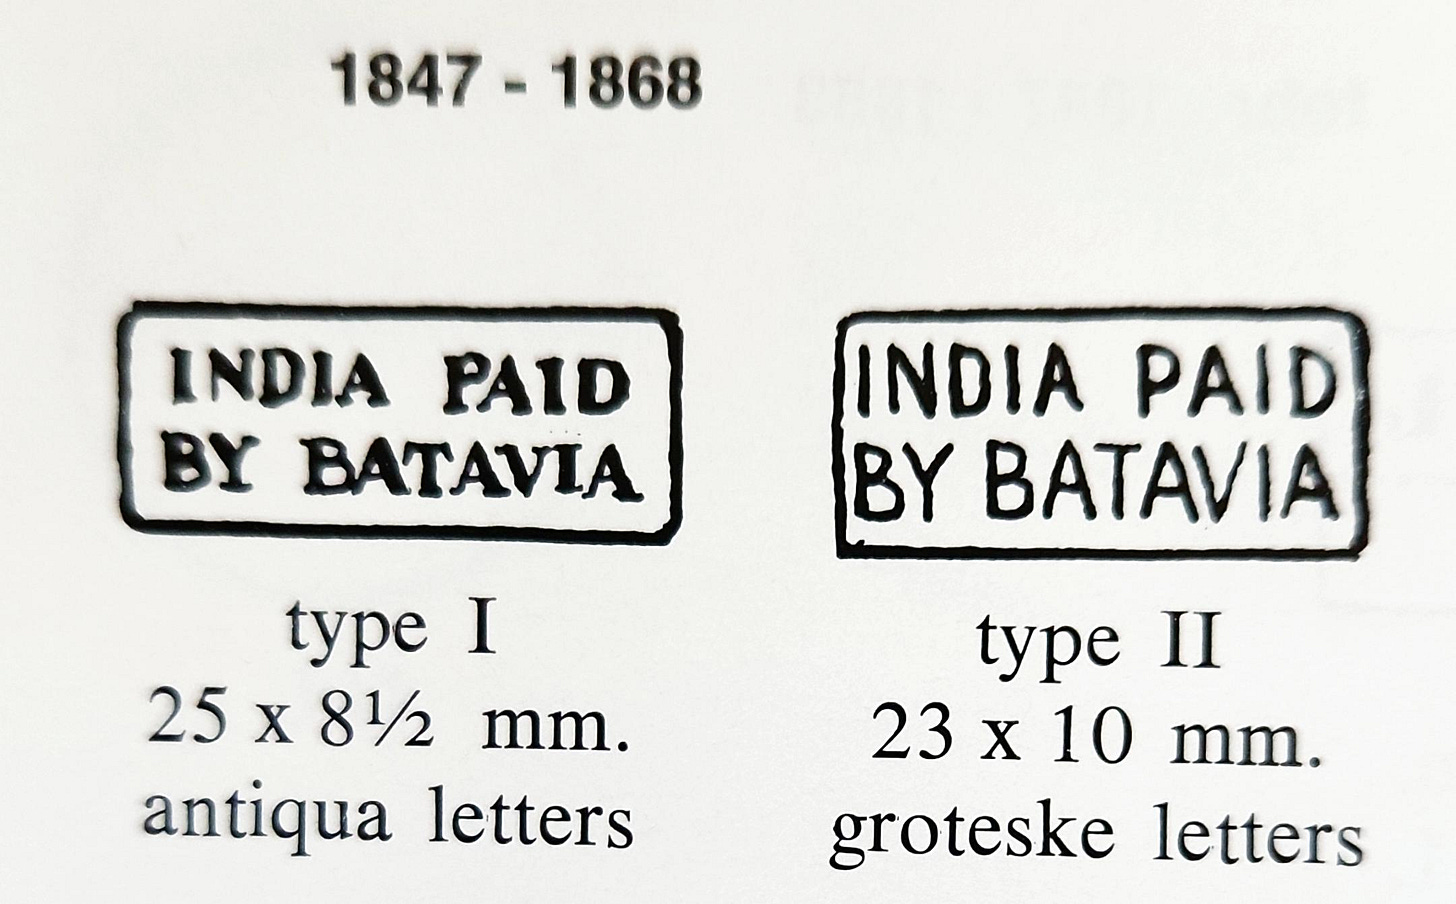 1847 - 1868
INDIA PAID
BY BATAVIA
type I
25 x 8½ mm.
antiqua letters
INDIA PAID
BY BATAVIA
type II
23 x 10 mm.
groteske letters